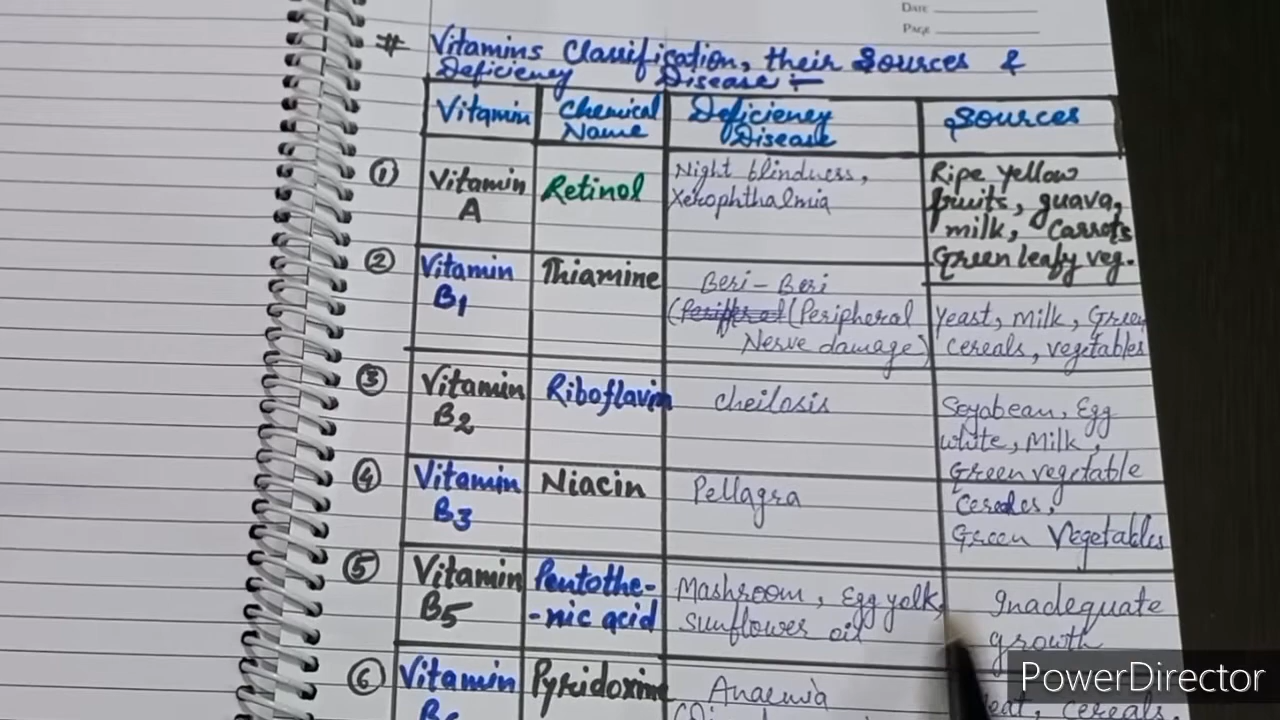 DATE
PAGE
# Vitamins Classification, their Sources &
Deficiency Disease :-
Vitamin
Chemical
Name
Deficiency
Disease
Sources
① Vitamin
A
Retinol
Night blindness,
Xerophthalmia
Ripe yellow
fruits, guava,
milk, Carrots
Green leafy veg.
② Vitamin
B1
Thiamine
Beri - Beri
(Peripheral
Nerve damage)
Yeast, Milk, Green
cereals, vegetables
③ Vitamin
B2
Riboflavin
Cheilosis
Soyabean, Egg
white, Milk,
Green vegetable
④ Vitamin
B3
Niacin
Pellagra
Cereales,
Green Vegetables
⑤ Vitamin
B5
Pentothe-
-nic acid
Mashroom, Egg yolk,
Sunflower oil
Inadequate
growth
⑥ Vitamin
Pyridoxine
Anaemia
cereals,
PowerDirector